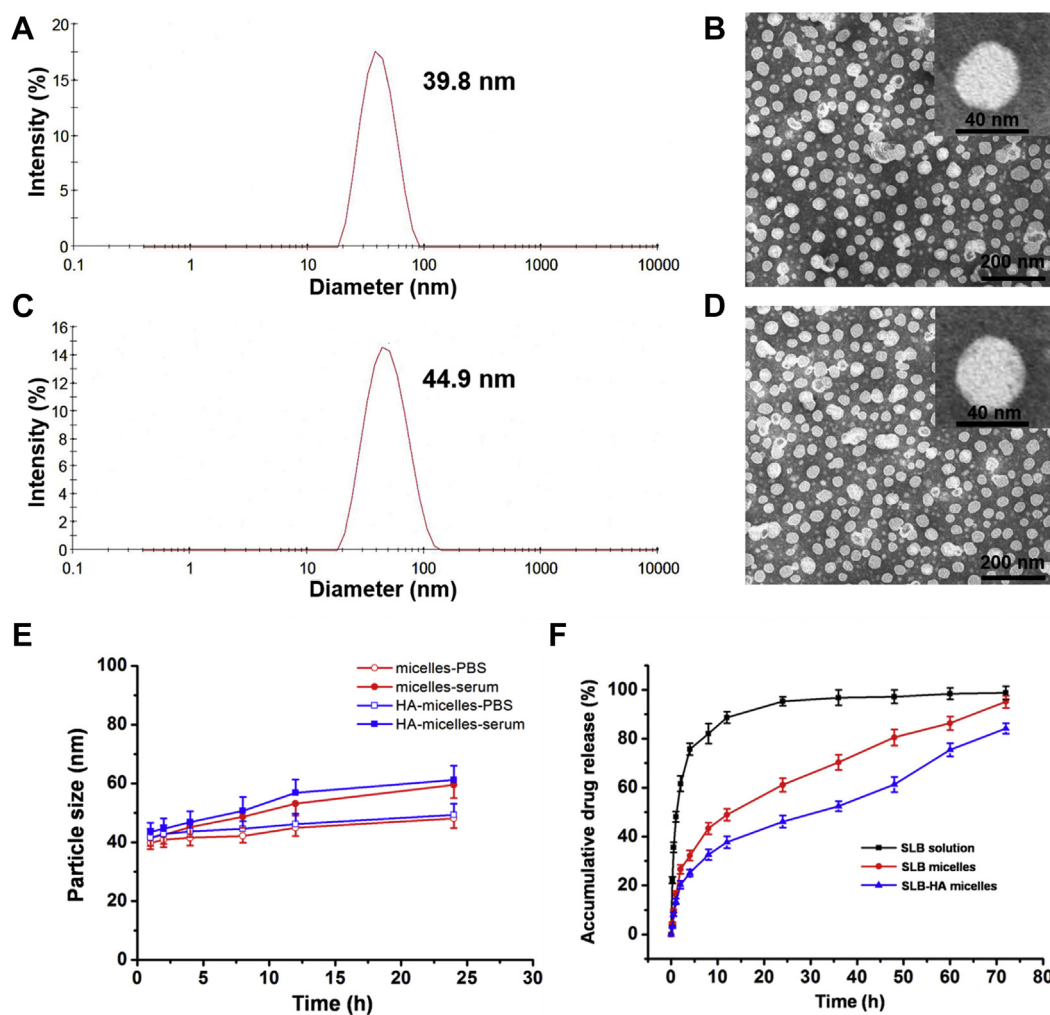 A
20
15
10
5
0
Intensity (%)
39.8 nm
0.1 1 10 100 1000 10000
Diameter (nm)
B
40 nm
200 nm
C
16
14
12
10
8
6
4
2
0
Intensity (%)
44.9 nm
0.1 1 10 100 1000 10000
Diameter (nm)
D
40 nm
200 nm
E
100
80
60
40
20
0
Particle size (nm)
micelles-PBS
micelles-serum
HA-micelles-PBS
HA-micelles-serum
0 5 10 15 20 25 30
Time (h)
F
100
80
60
40
20
0
Accumulative drug release (%)
SLB solution
SLB micelles
SLB-HA micelles
0 10 20 30 40 50 60 70 80
Time (h)